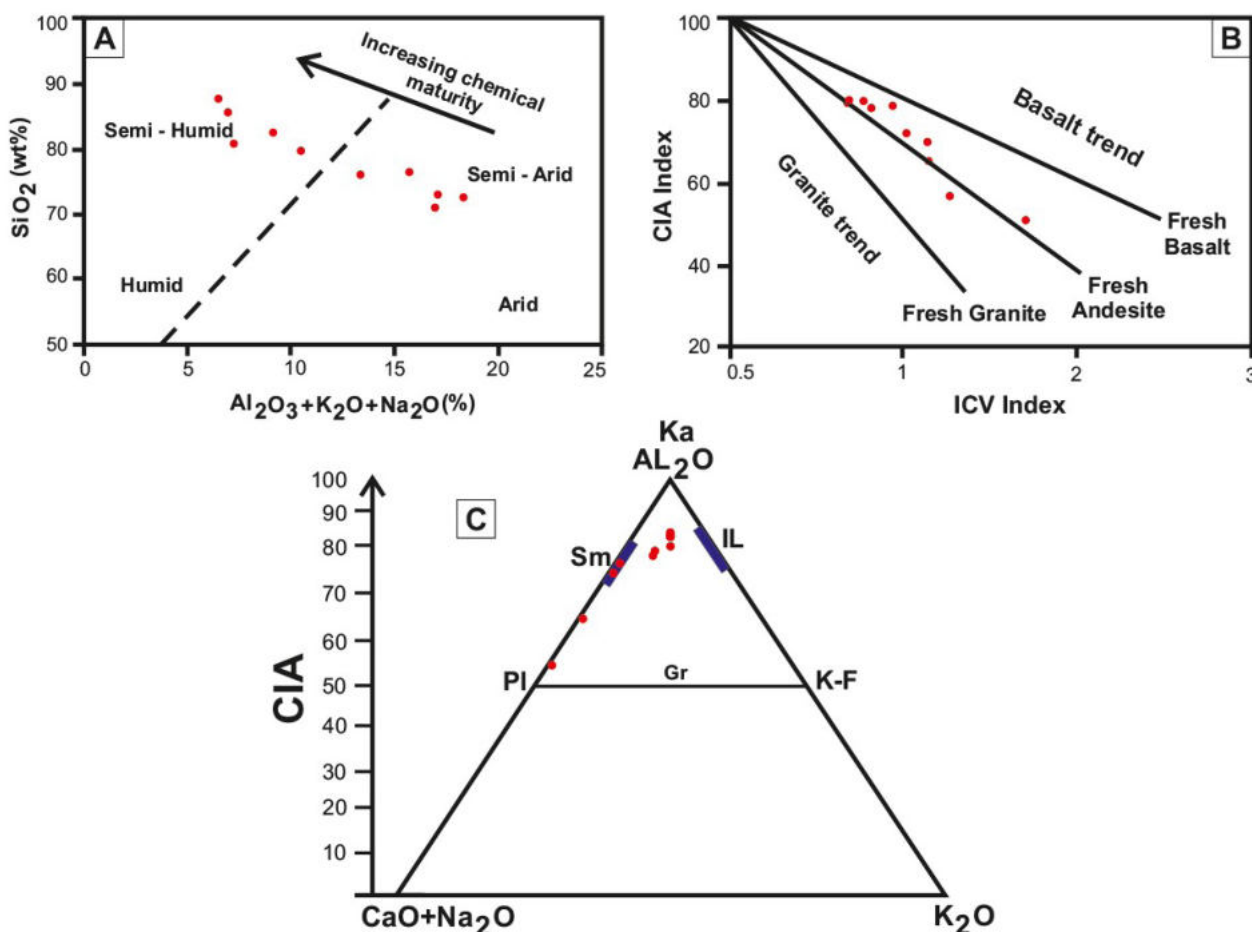 A
SiO2 (wt%)
100
90
80
70
60
50
0
5
10
15
20
25
Al2O3+K2O+Na2O(%)
Increasing chemical
maturity
Semi - Humid
Semi - Arid
Humid
Arid
B
CIA Index
100
80
60
40
20
0.5
1
2
3
ICV Index
Basalt trend
Granite trend
Fresh
Basalt
Fresh
Andesite
Fresh Granite
C
CIA
100
90
80
70
60
50
40
30
20
10
0
Ka
AL2O
Sm
IL
Pl
Gr
K-F
CaO+Na2O
K2O